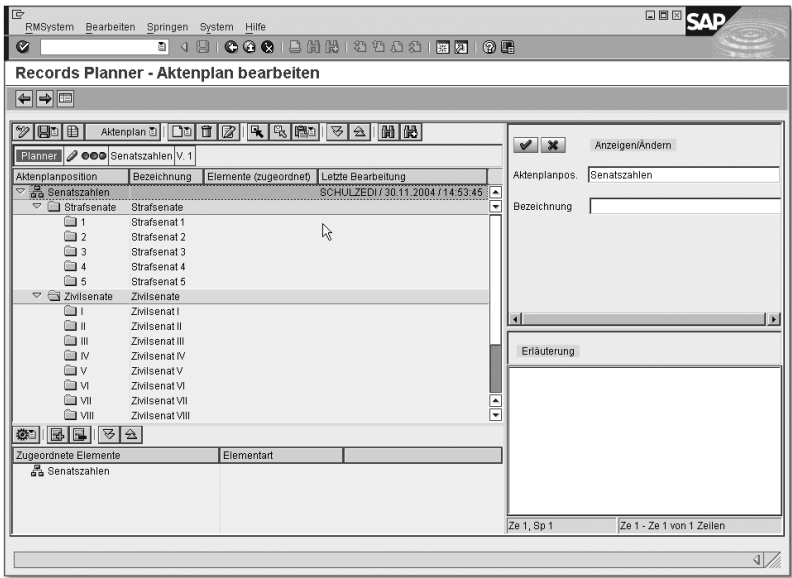 RMSystem Bearbeiten Springen System Hilfe
SAP
Records Planner - Aktenplan bearbeiten
Aktenplan
Planner Senatszahlen V. 1
Aktenplanposition Bezeichnung Elemente (zugeordnet) Letzte Bearbeitung
Senatszahlen SCHULZEDI / 30.11.2004 / 14:53:45
Strafsenate Strafsenate
1 Strafsenat 1
2 Strafsenat 2
3 Strafsenat 3
4 Strafsenat 4
5 Strafsenat 5
Zivilsenate Zivilsenate
I Zivilsenat I
II Zivilsenat II
III Zivilsenat III
IV Zivilsenat IV
V Zivilsenat V
VI Zivilsenat VI
VII Zivilsenat VII
VIII Zivilsenat VIII
Zugeordnete Elemente Elementart
Senatszahlen
Anzeigen/Ändern
Aktenplanpos. Senatszahlen
Bezeichnung
Erläuterung
Ze 1, Sp 1 Ze 1 - Ze 1 von 1 Zeilen